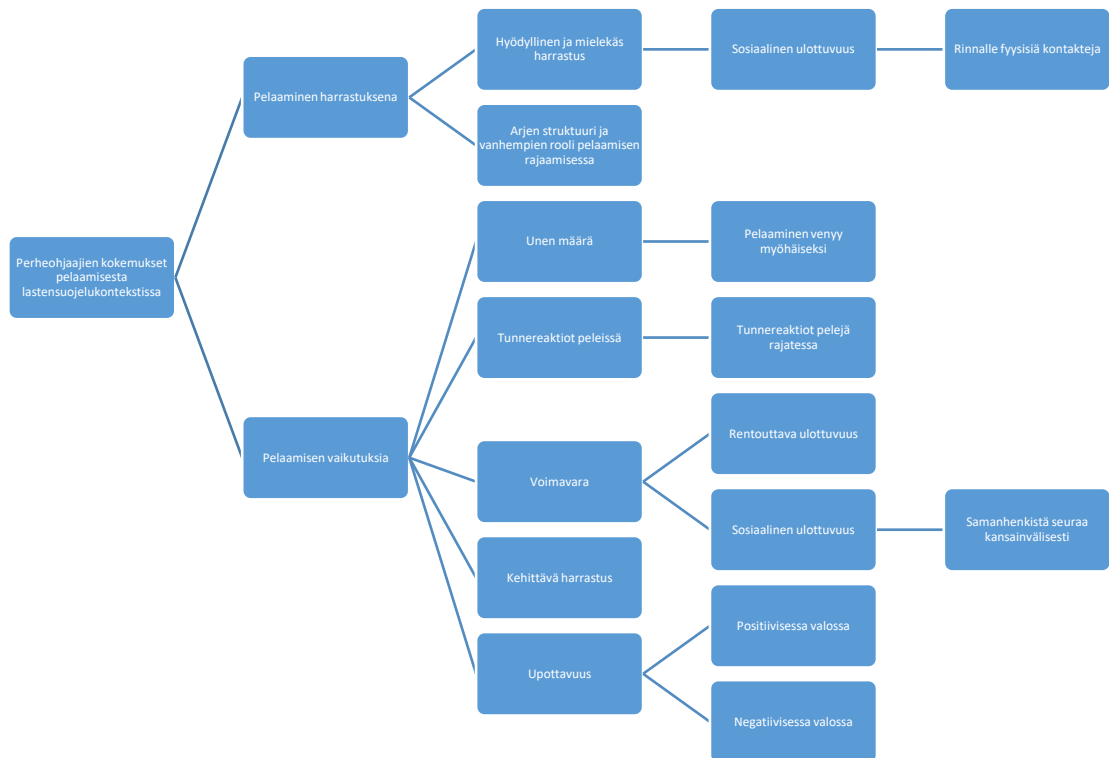 Hyödyllinen ja mielekäs
harrastus
Sosiaalinen ulottuvuus
Rinnalle fyysisiä kontakteja
Pelaaminen harrastuksena
Arjen struktuuri ja
vanhempien rooli pelaamisen
rajaamisessa
Perheohjaajien kokemukset
pelaamisesta
lastensuojelukontekstissa
Unen määrä
Pelaaminen venyy
myöhäiseksi
Tunnereaktiot peleissä
Tunnereaktiot pelejä
rajatessa
Pelaamisen vaikutuksia
Voimavara
Rentouttava ulottuvuus
Sosiaalinen ulottuvuus
Samanhenkistä seuraa
kansainvälisesti
Kehittävä harrastus
Upottavuus
Positiivisessa valossa
Negatiivisessa valossa